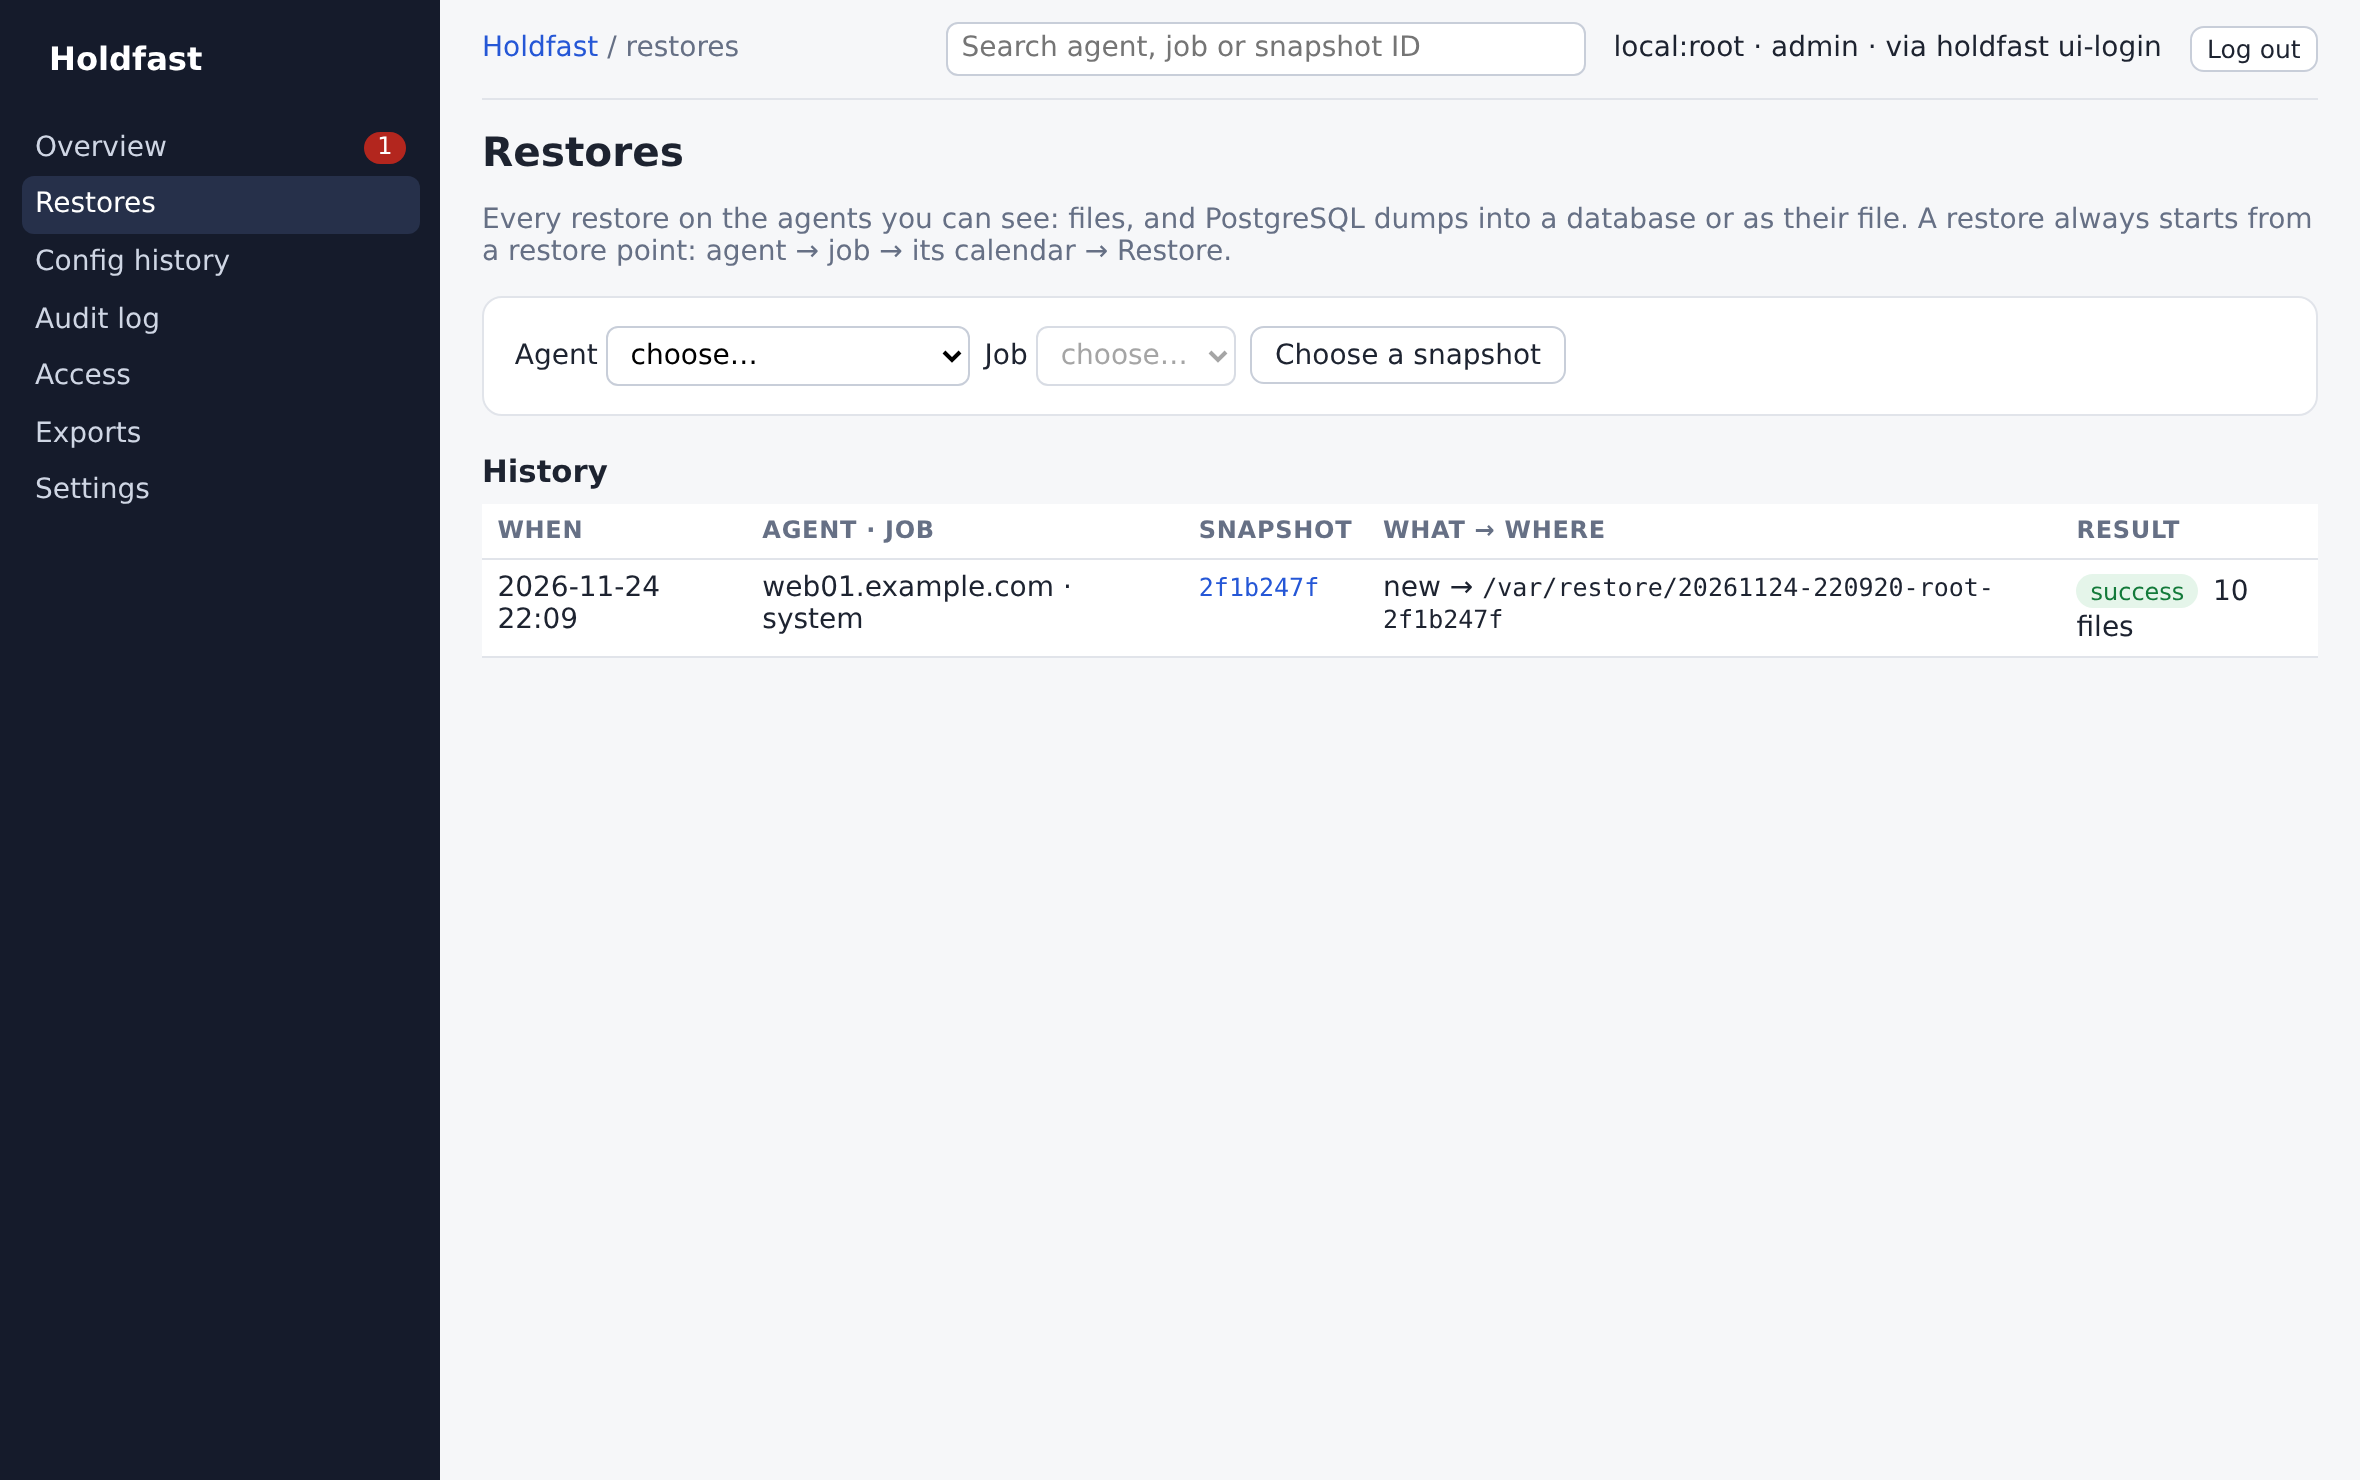 Holdfast
Overview 1
Restores
Config history
Audit log
Access
Exports
Settings
Holdfast / restores
Search agent, job or snapshot ID
local:root · admin · via holdfast ui-login
Log out
Restores
Every restore on the agents you can see: files, and PostgreSQL dumps into a database or as their file. A restore always starts from
a restore point: agent → job → its calendar → Restore.
Agent choose… Job choose… Choose a snapshot
History
WHEN AGENT · JOB SNAPSHOT WHAT → WHERE RESULT
2026-11-24 web01.example.com · 2f1b247f new → /var/restore/20261124-220920-root- success 10
22:09 system 2f1b247f files